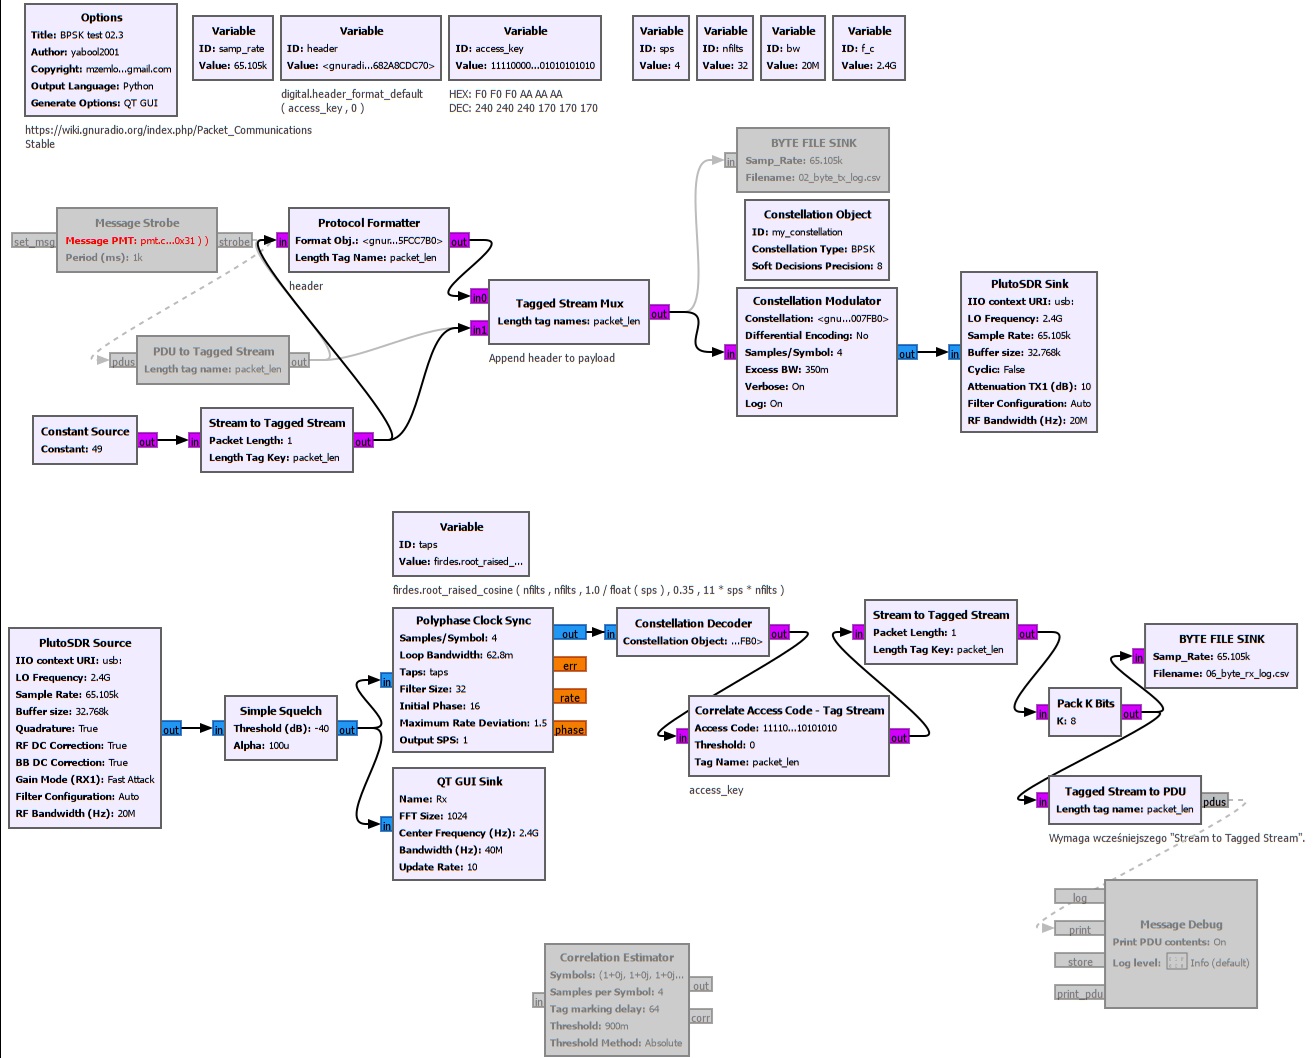 Options
Title: BPSK test 02.3
Author: yabool2001
Copyright: mzemlo...gmail.com
Output Language: Python
Generate Options: QT GUI
https://wiki.gnuradio.org/index.php/Packet_Communications
Stable
Variable
ID: samp_rate
Value: 65.105k
Variable
ID: header
Value: <gnuradi...682A8CDC70>
digital.header_format_default
( access_key , 0 )
Variable
ID: access_key
Value: 11110000...01010101010
HEX: F0 F0 F0 AA AA AA
DEC: 240 240 240 170 170 170
Variable
ID: sps
Value: 4
Variable
ID: nfilts
Value: 32
Variable
ID: bw
Value: 20M
Variable
ID: f_c
Value: 2.4G
BYTE FILE SINK
Samp_Rate: 65.105k
Filename: 02_byte_tx_log.csv
in
Message Strobe
Message PMT: pmt.c...0x31 ) )
Period (ms): 1k
set_msg
strobe
Protocol Formatter
Format Obj.: <gnur...5FCC7B0>
Length Tag Name: packet_len
in
out
header
PDU to Tagged Stream
Length tag name: packet_len
pdus
out
Tagged Stream Mux
Length tag names: packet_len
in0
in1
out
Append header to payload
Constellation Object
ID: my_constellation
Constellation Type: BPSK
Soft Decisions Precision: 8
Constellation Modulator
Constellation: <gnu....007FB0>
Differential Encoding: No
Samples/Symbol: 4
Excess BW: 350m
Verbose: On
Log: On
in
out
PlutoSDR Sink
IIO context URI: usb:
LO Frequency: 2.4G
Sample Rate: 65.105k
Buffer size: 32.768k
Cyclic: False
Attenuation TX1 (dB): 10
Filter Configuration: Auto
RF Bandwidth (Hz): 20M
in
Constant Source
Constant: 49
out
Stream to Tagged Stream
Packet Length: 1
Length Tag Key: packet_len
in
out
Variable
ID: taps
Value: firdes.root_raised_...
firdes.root_raised_cosine ( nfilts , nfilts , 1.0 / float ( sps ) , 0.35 , 11 * sps * nfilts )
PlutoSDR Source
IIO context URI: usb:
LO Frequency: 2.4G
Sample Rate: 65.105k
Buffer size: 32.768k
Quadrature: True
RF DC Correction: True
BB DC Correction: True
Gain Mode (RX1): Fast Attack
Filter Configuration: Auto
RF Bandwidth (Hz): 20M
out
Simple Squelch
Threshold (dB): -40
Alpha: 100u
in
out
Polyphase Clock Sync
Samples/Symbol: 4
Loop Bandwidth: 62.8m
Taps: taps
Filter Size: 32
Initial Phase: 16
Maximum Rate Deviation: 1.5
Output SPS: 1
in
out
err
rate
phase
QT GUI Sink
Name: Rx
FFT Size: 1024
Center Frequency (Hz): 2.4G
Bandwidth (Hz): 40M
Update Rate: 10
in
Constellation Decoder
Constellation Object: ...FB0>
in
out
Correlate Access Code - Tag Stream
Access Code: 11110...10101010
Threshold: 0
Tag Name: packet_len
in
out
access_key
Stream to Tagged Stream
Packet Length: 1
Length Tag Key: packet_len
in
out
Pack K Bits
K: 8
in
out
BYTE FILE SINK
Samp_Rate: 65.105k
Filename: 06_byte_rx_log.csv
in
Tagged Stream to PDU
Length tag name: packet_len
in
pdus
Wymaga wcześniejszego "Stream to Tagged Stream".
Message Debug
Print PDU contents: On
Log level: Info (default)
log
print
store
print_pdu
Correlation Estimator
Symbols: (1+0j, 1+0j, 1+0j...
Samples per Symbol: 4
Tag marking delay: 64
Threshold: 900m
Threshold Method: Absolute
in
out
corr